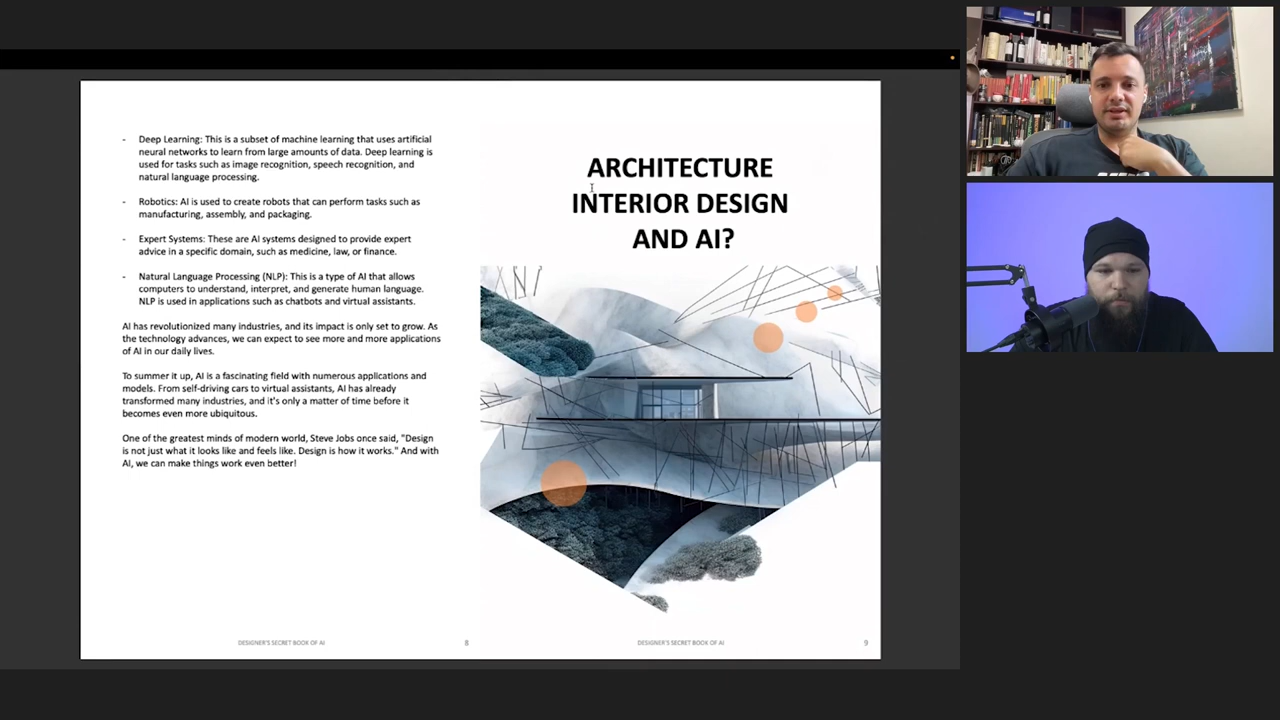 - Deep Learning: This is a subset of machine learning that uses artificial
neural networks to learn from large amounts of data. Deep learning is
used for tasks such as image recognition, speech recognition, and
natural language processing.
- Robotics: AI is used to create robots that can perform tasks such as
manufacturing, assembly, and packaging.
- Expert Systems: These are AI systems designed to provide expert
advice in a specific domain, such as medicine, law, or finance.
- Natural Language Processing (NLP): This is a type of AI that allows
computers to understand, interpret, and generate human language.
NLP is used in applications such as chatbots and virtual assistants.
AI has revolutionized many industries, and its impact is only set to grow. As
the technology advances, we can expect to see more and more applications
of AI in our daily lives.
To summer it up, AI is a fascinating field with numerous applications and
models. From self-driving cars to virtual assistants, AI has already
transformed many industries, and it's only a matter of time before it
becomes even more ubiquitous.
One of the greatest minds of modern world, Steve Jobs once said, "Design
is not just what it looks like and feels like. Design is how it works." And with
AI, we can make things work even better!
DESIGNER'S SECRET BOOK OF AI 8
ARCHITECTURE
INTERIOR DESIGN
AND AI?
DESIGNER'S SECRET BOOK OF AI 9